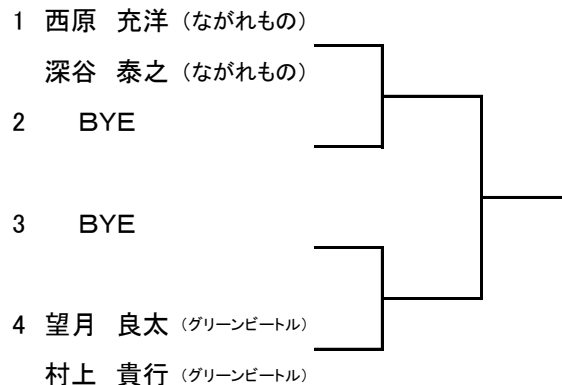 1 西原 充洋 (ながれもの)
深谷 泰之 (ながれもの)
2 BYE
3 BYE
4 望月 良太 (グリーンビートル)
村上 貴行 (グリーンビートル)